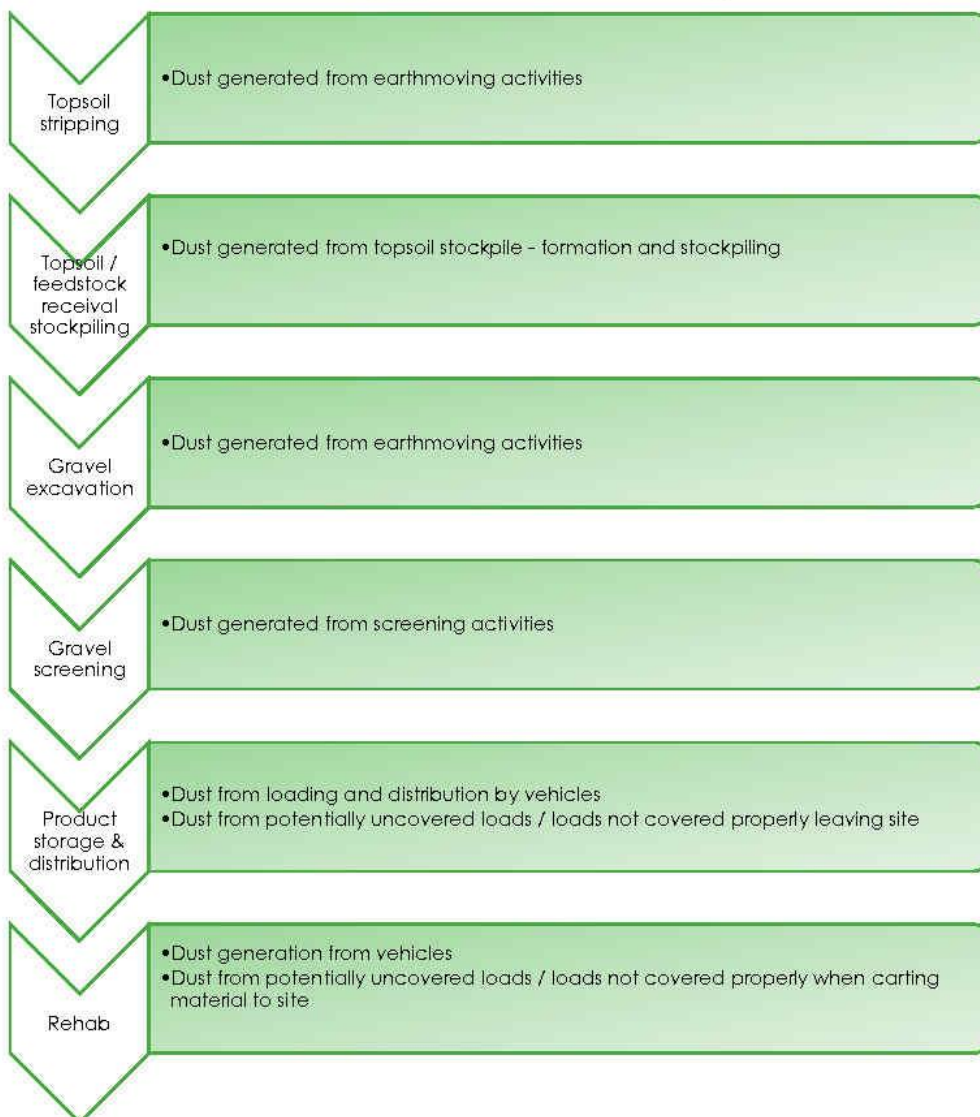 Topsoil
stripping
•Dust generated from earthmoving activities
Topsoil /
feedstock
receival
stockpiling
•Dust generated from topsoil stockpile - formation and stockpiling
Gravel
excavation
•Dust generated from earthmoving activities
Gravel
screening
•Dust generated from screening activities
Product
storage &
distribution
•Dust from loading and distribution by vehicles
•Dust from potentially uncovered loads / loads not covered properly leaving site
Rehab
•Dust generation from vehicles
•Dust from potentially uncovered loads / loads not covered properly when carting
material to site